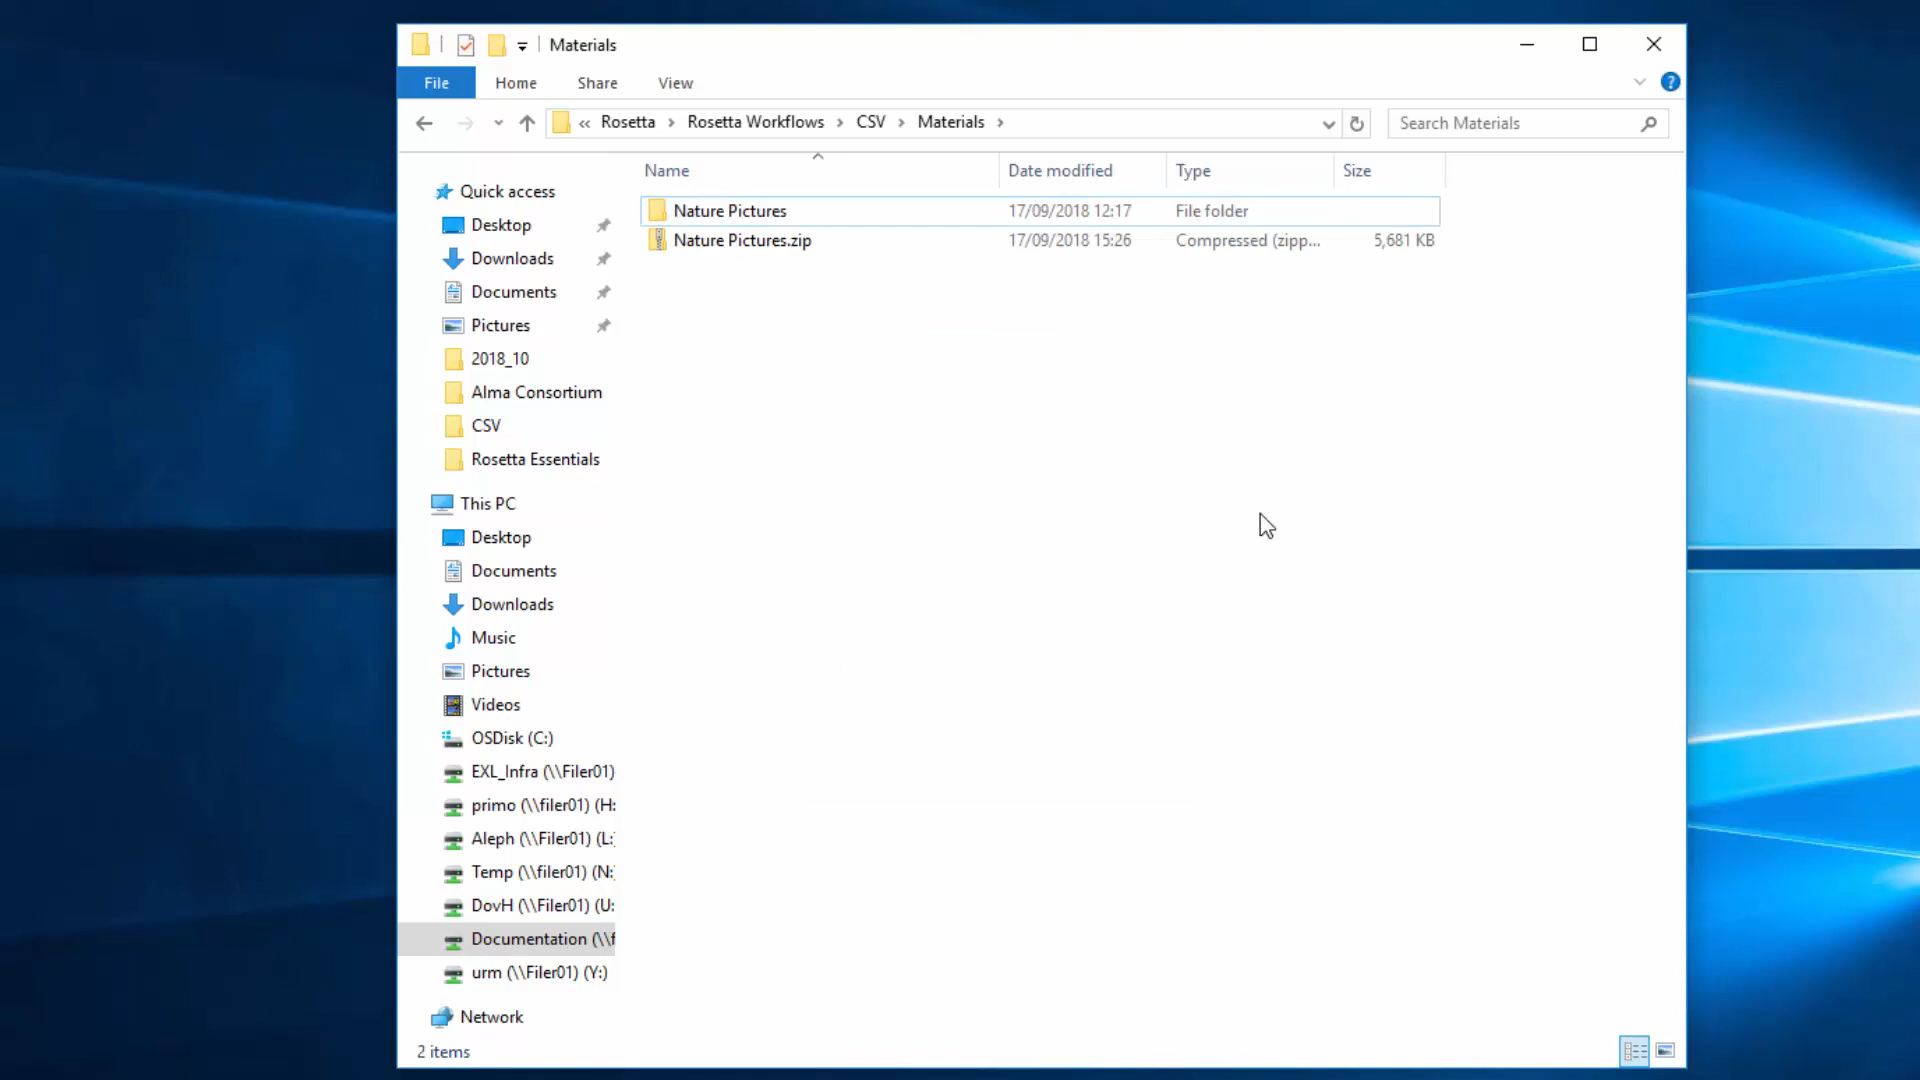 Materials
File Home Share View
« Rosetta Rosetta Workflows CSV Materials
Search Materials
Name Date modified Type Size
Nature Pictures 17/09/2018 12:17 File folder
Nature Pictures.zip 17/09/2018 15:26 Compressed (zipp... 5,681 KB
Quick access
Desktop
Downloads
Documents
Pictures
2018_10
Alma Consortium
CSV
Rosetta Essentials
This PC
Desktop
Documents
Downloads
Music
Pictures
Videos
OSDisk (C:)
EXL_Infra (\\Filer01)
primo (\\filer01) (H:
Aleph (\\Filer01) (L:
Temp (\\filer01) (N:
DovH (\\Filer01) (U:
Documentation (\\f
urm (\\Filer01) (Y:)
Network
2 items